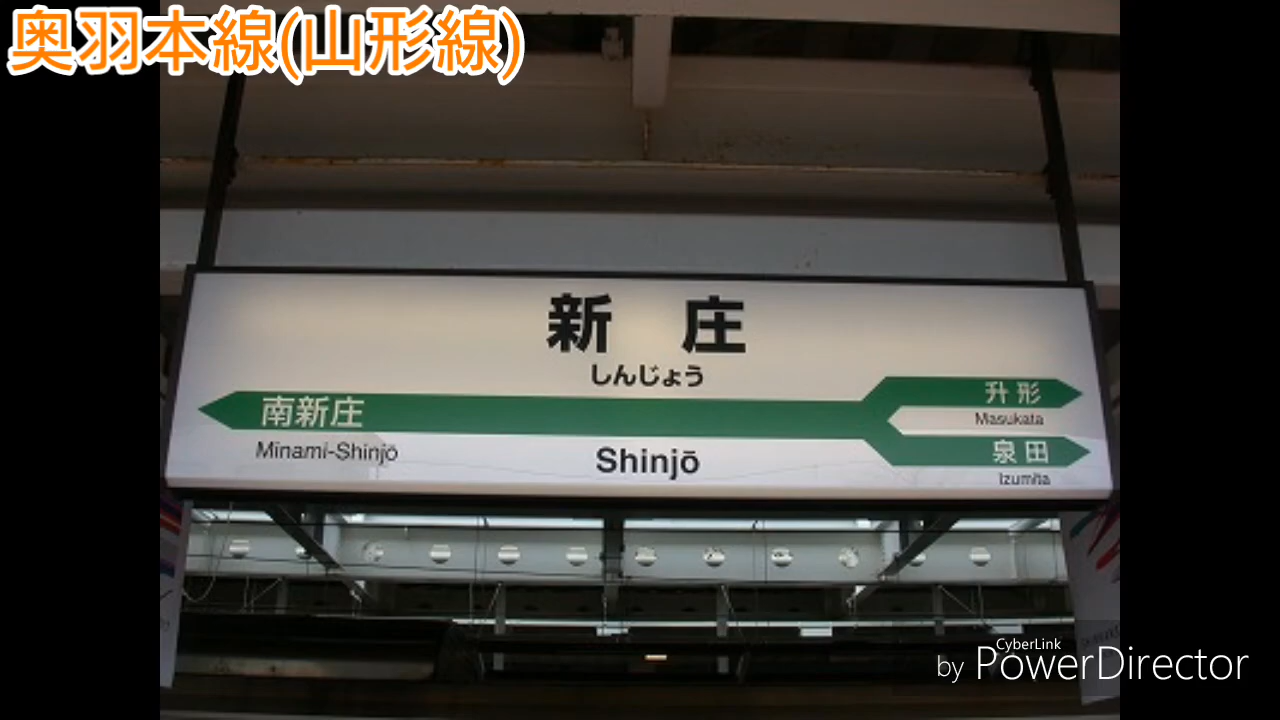 奥羽本線(山形線)
新 庄
しんじょう
南新庄
Minami-Shinjō
Shinjō
升形
Masukata
泉田
Izumita
CyberLink
by PowerDirector